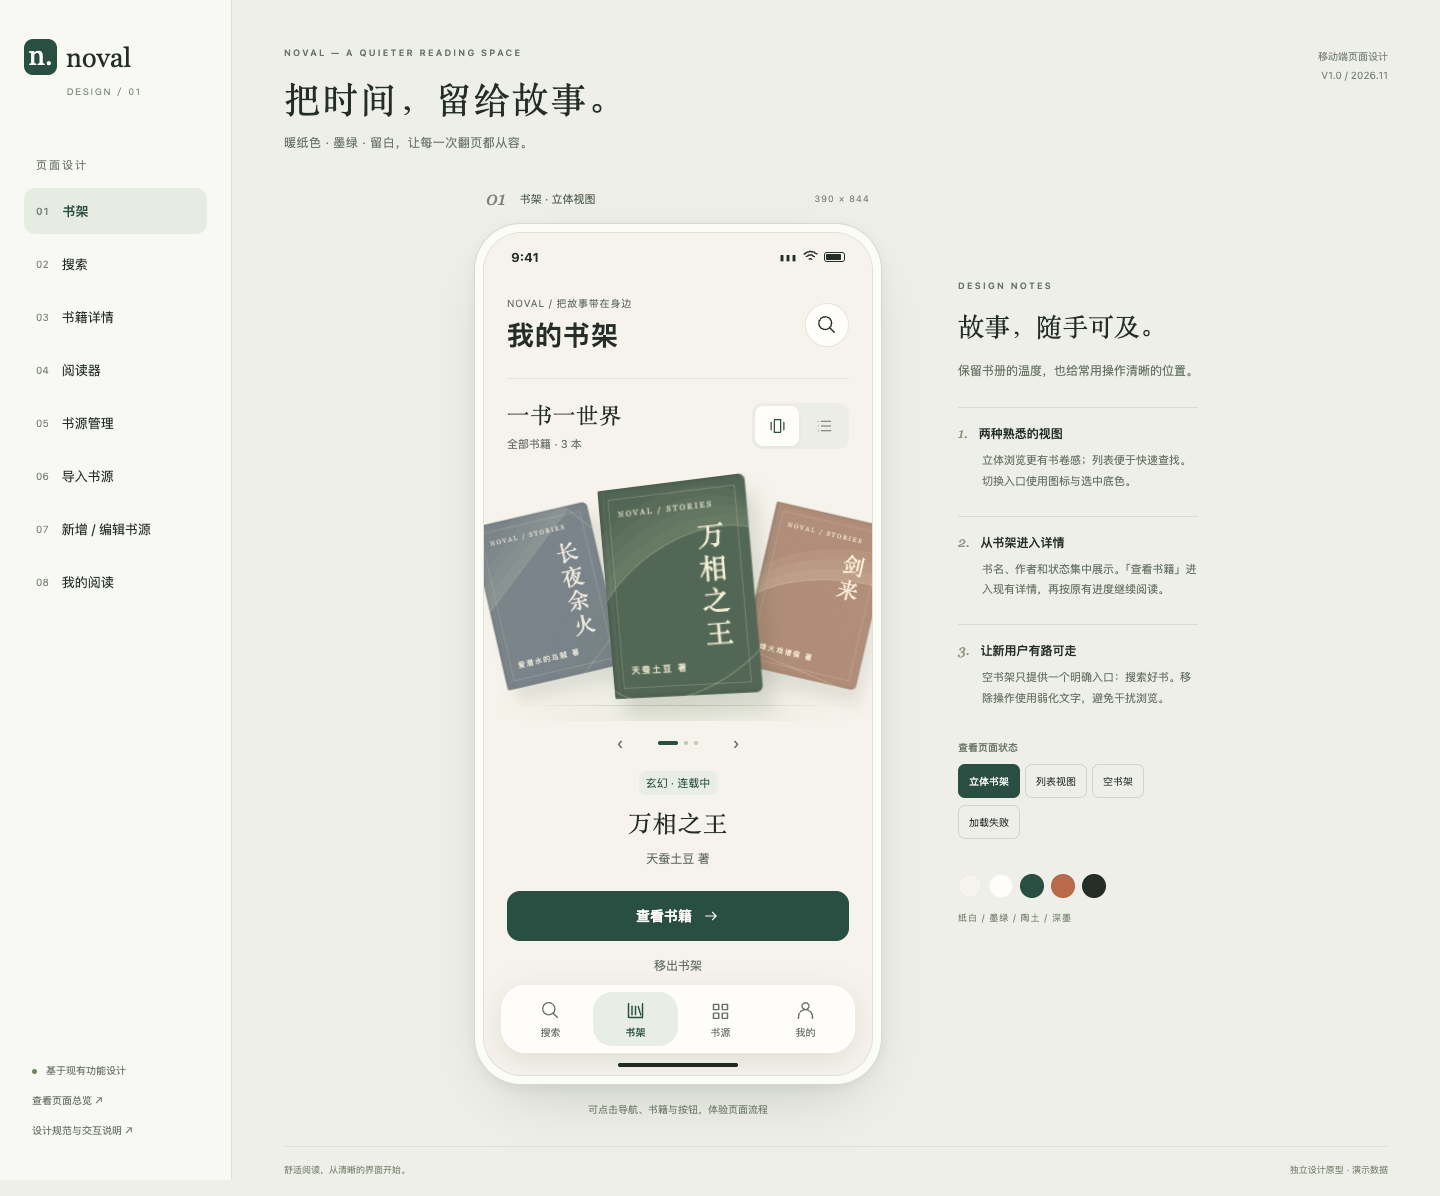 n. noval
DESIGN / 01
页面设计
01 书架
02 搜索
03 书籍详情
04 阅读器
05 书源管理
06 导入书源
07 新增 / 编辑书源
08 我的阅读
基于现有功能设计
查看页面总览 ↗
设计规范与交互说明 ↗
NOVAL — A QUIETER READING SPACE
把时间，留给故事。
暖纸色 · 墨绿 · 留白，让每一次翻页都从容。
移动端页面设计
V1.0 / 2026.11
01 书架 · 立体视图
390 × 844
9:41
NOVAL / 把故事带在身边
我的书架
一书一世界
全部书籍 · 3 本
NOVAL / STORIES
长夜余火
爱潜水的乌贼 著
NOVAL / STORIES
万相之王
天蚕土豆 著
NOVAL / STORIES
剑来
烽火戏诸侯 著
‹ ›
玄幻 · 连载中
万相之王
天蚕土豆 著
查看书籍 →
移出书架
搜索
书架
书源
我的
可点击导航、书籍与按钮，体验页面流程
DESIGN NOTES
故事，随手可及。
保留书册的温度，也给常用操作清晰的位置。
1. 两种熟悉的视图
立体浏览更有书卷感；列表便于快速查找。
切换入口使用图标与选中底色。
2. 从书架进入详情
书名、作者和状态集中展示。「查看书籍」进
入现有详情，再按原有进度继续阅读。
3. 让新用户有路可走
空书架只提供一个明确入口：搜索好书。移
除操作使用弱化文字，避免干扰浏览。
查看页面状态
立体书架
列表视图
空书架
加载失败
纸白 / 墨绿 / 陶土 / 深墨
舒适阅读，从清晰的界面开始。
独立设计原型 · 演示数据